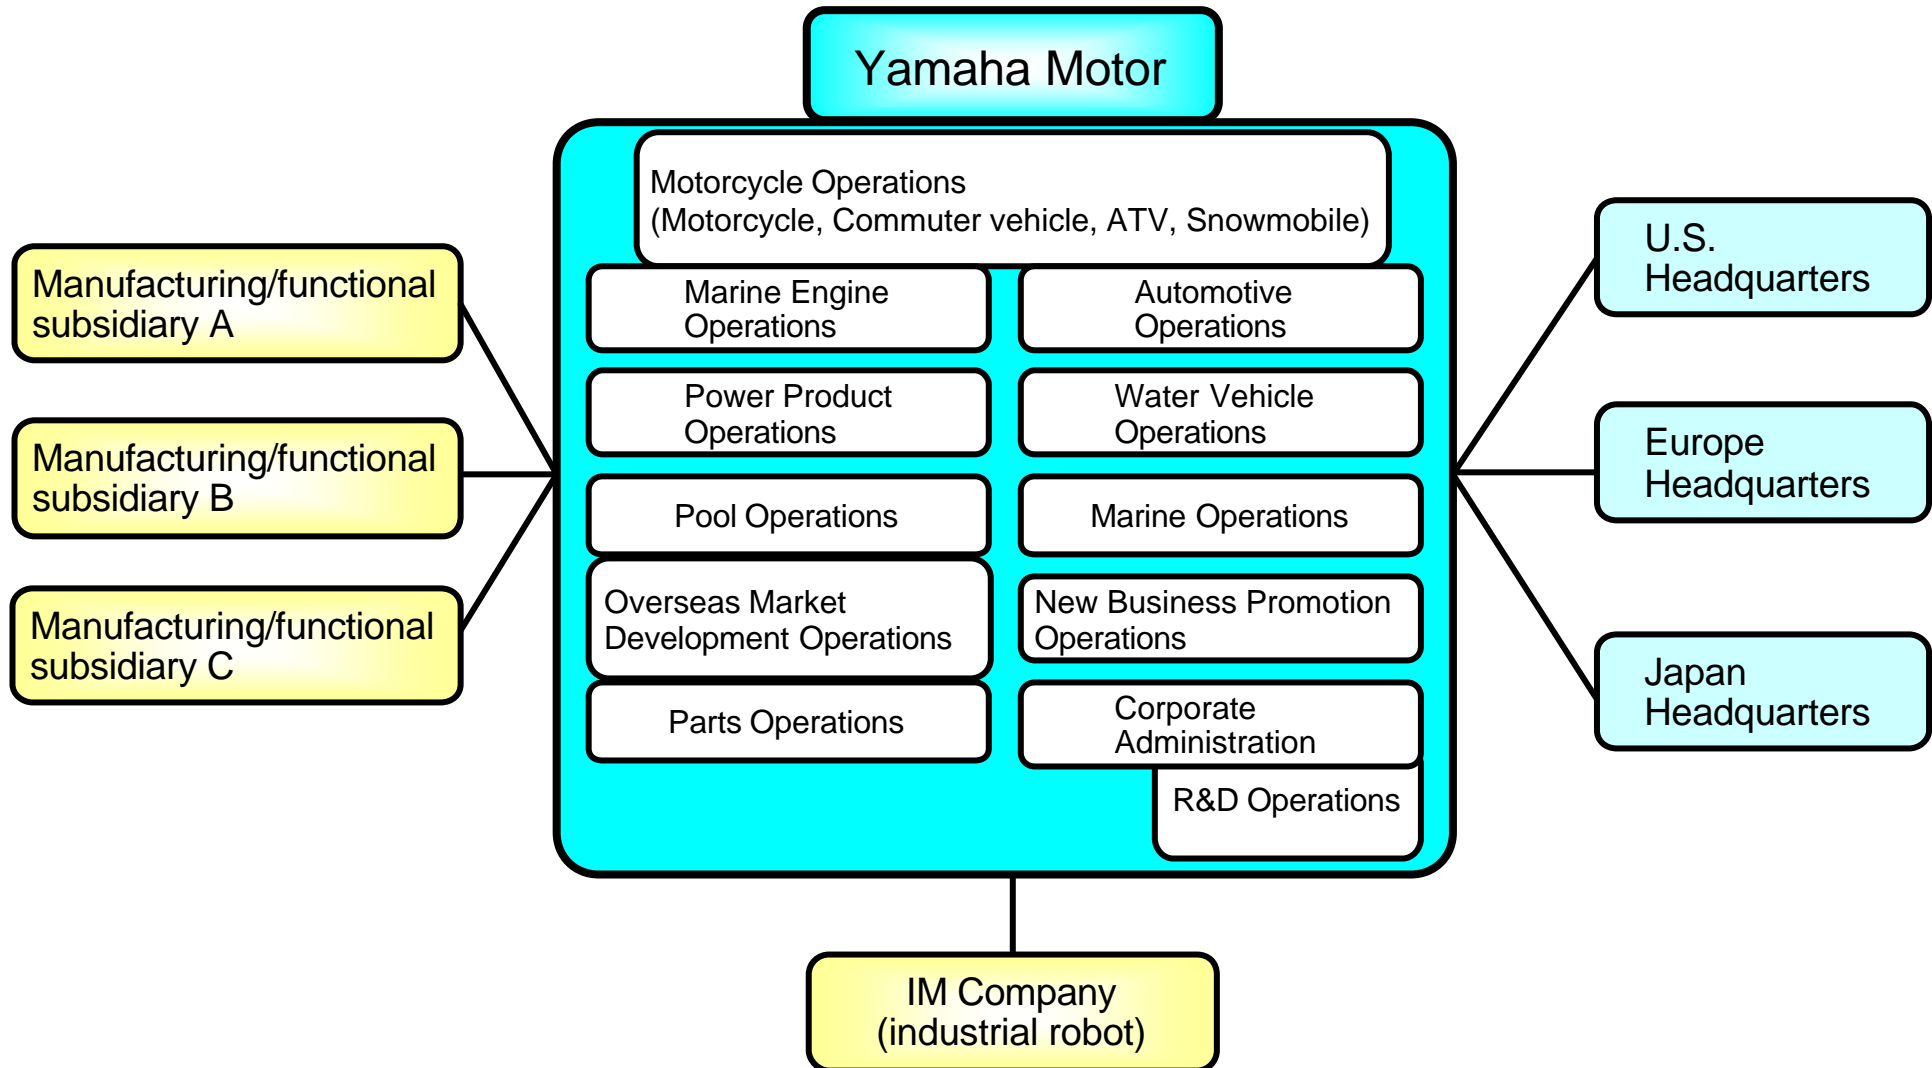 Yamaha Motor
Motorcycle Operations
(Motorcycle, Commuter vehicle, ATV, Snowmobile)
Marine Engine
Operations
Automotive
Operations
Power Product
Operations
Water Vehicle
Operations
Pool Operations
Marine Operations
Overseas Market
Development Operations
New Business Promotion
Operations
Parts Operations
Corporate
Administration
R&D Operations
Manufacturing/functional
subsidiary A
Manufacturing/functional
subsidiary B
Manufacturing/functional
subsidiary C
U.S.
Headquarters
Europe
Headquarters
Japan
Headquarters
IM Company
(industrial robot)